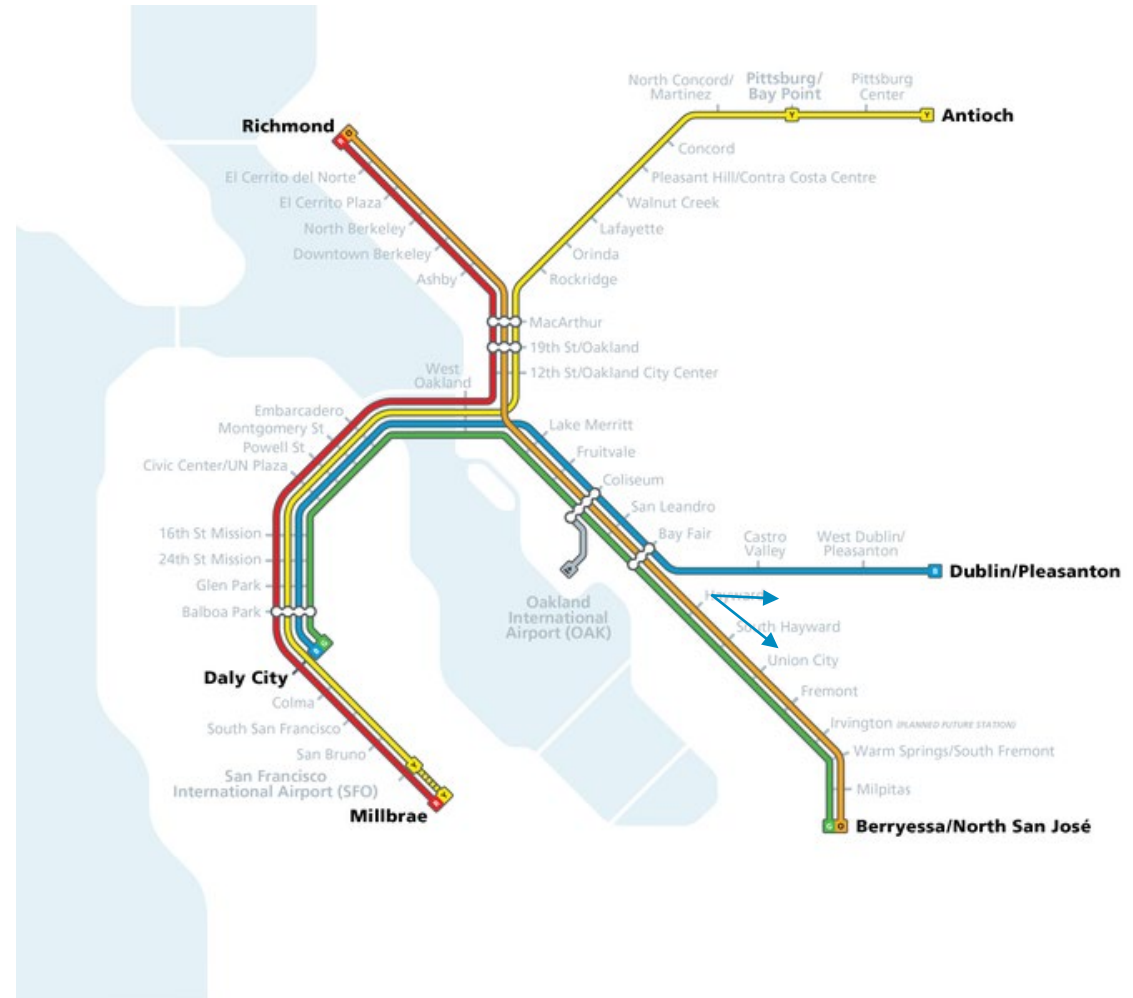 North Concord/
Martinez
Pittsburg/
Bay Point
Pittsburg
Center
Antioch
Richmond
Concord
El Cerrito del Norte
Pleasant Hill/Contra Costa Centre
El Cerrito Plaza
Walnut Creek
North Berkeley
Lafayette
Downtown Berkeley
Orinda
Ashby
Rockridge
MacArthur
19th St/Oakland
12th St/Oakland City Center
West
Oakland
Embarcadero
Montgomery St
Powell St
Civic Center/UN Plaza
Lake Merritt
Fruitvale
Coliseum
San Leandro
Bay Fair
Castro
Valley
West Dublin/
Pleasanton
Dublin/Pleasanton
16th St Mission
24th St Mission
Glen Park
Balboa Park
Oakland
International
Airport (OAK)
Hayward
South Hayward
Union City
Fremont
Irvington (PLANNED FUTURE STATION)
Warm Springs/South Fremont
Milpitas
Berryessa/North San José
Daly City
Colma
South San Francisco
San Bruno
San Francisco
International Airport (SFO)
Millbrae